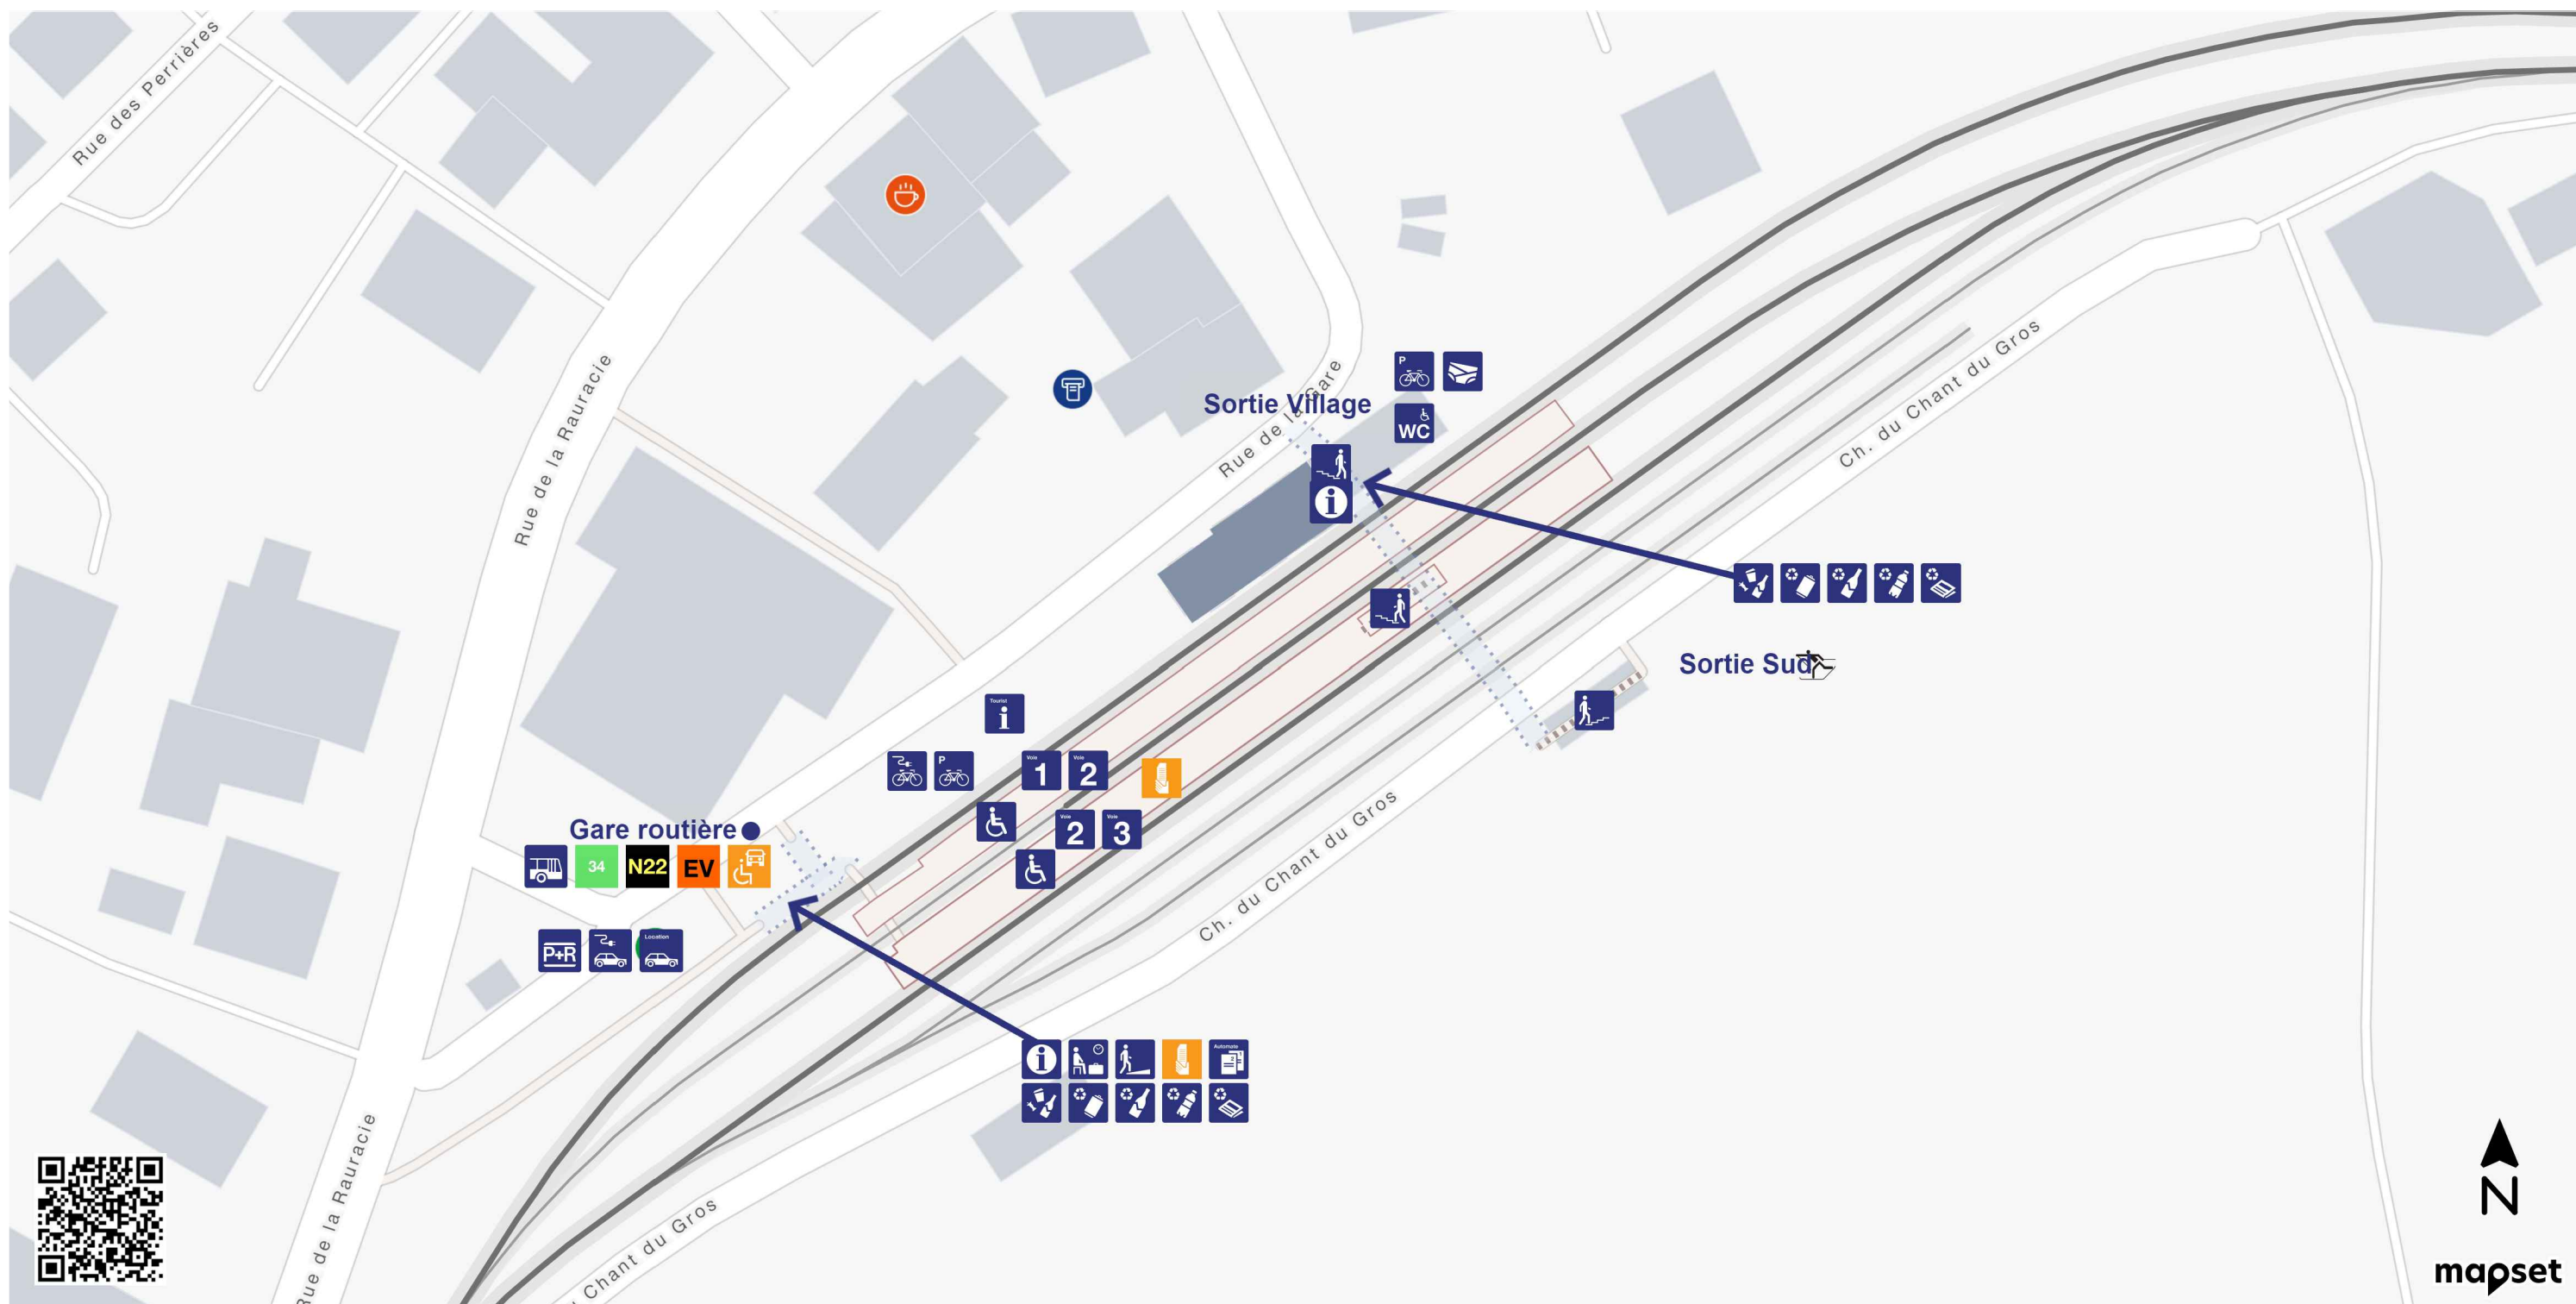 Rue des Perrières
Rue de la Rauracie
P
Sortie Village
Rue de la Gare
WC
Ch. du Chant du Gros
Sortie Sud
Tourist
i
P
Voie
1
Voie
2
Voie
2
Voie
3
Gare routière
34
N22
EV
P+R
Location
Ch. du Chant du Gros
i
i
Automate
Rue de la Rauracie
Chant du Gros
N
mapset